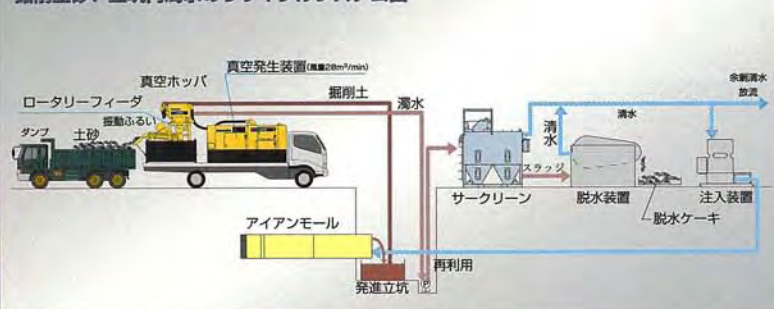 真空発生装置(風量28m³/min)
真空ホッパ
掘削土
ロータリーフィーダ
濁水
振動ふるい
ダンプ
土砂
余剰清水
放流
清水
清水
スラッジ
サークリーン
脱水装置
注入装置
脱水ケーキ
アイアンモール
再利用
発進立坑
P